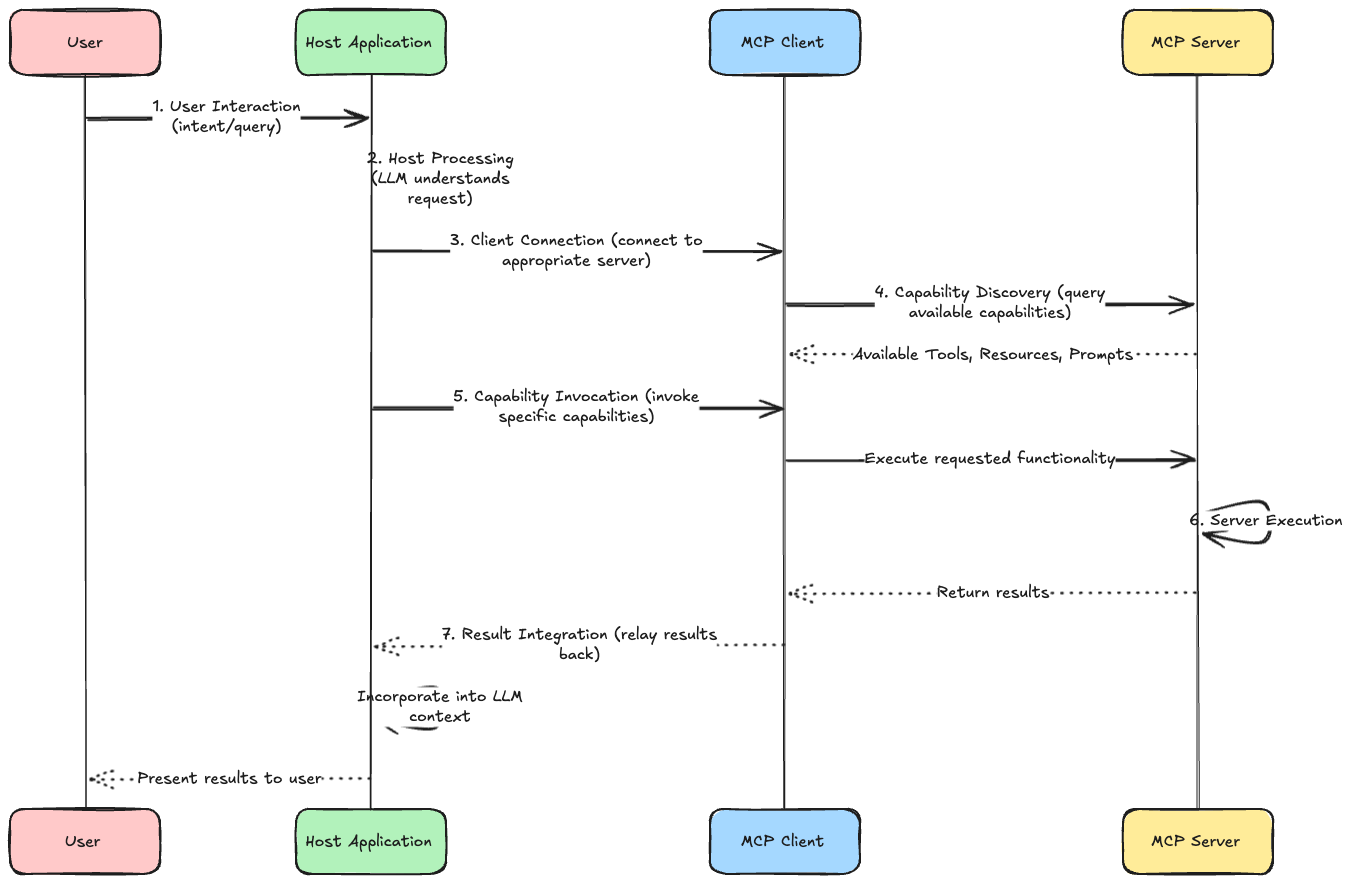 User
Host Application
MCP Client
MCP Server
1. User Interaction
(intent/query)
2. Host Processing
(LLM understands
request)
3. Client Connection (connect to
appropriate server)
4. Capability Discovery (query
available capabilities)
Available Tools, Resources, Prompts
5. Capability Invocation (invoke
specific capabilities)
Execute requested functionality
6. Server Execution
Return results
7. Result Integration (relay results
back)
Incorporate into LLM
context
Present results to user
User
Host Application
MCP Client
MCP Server